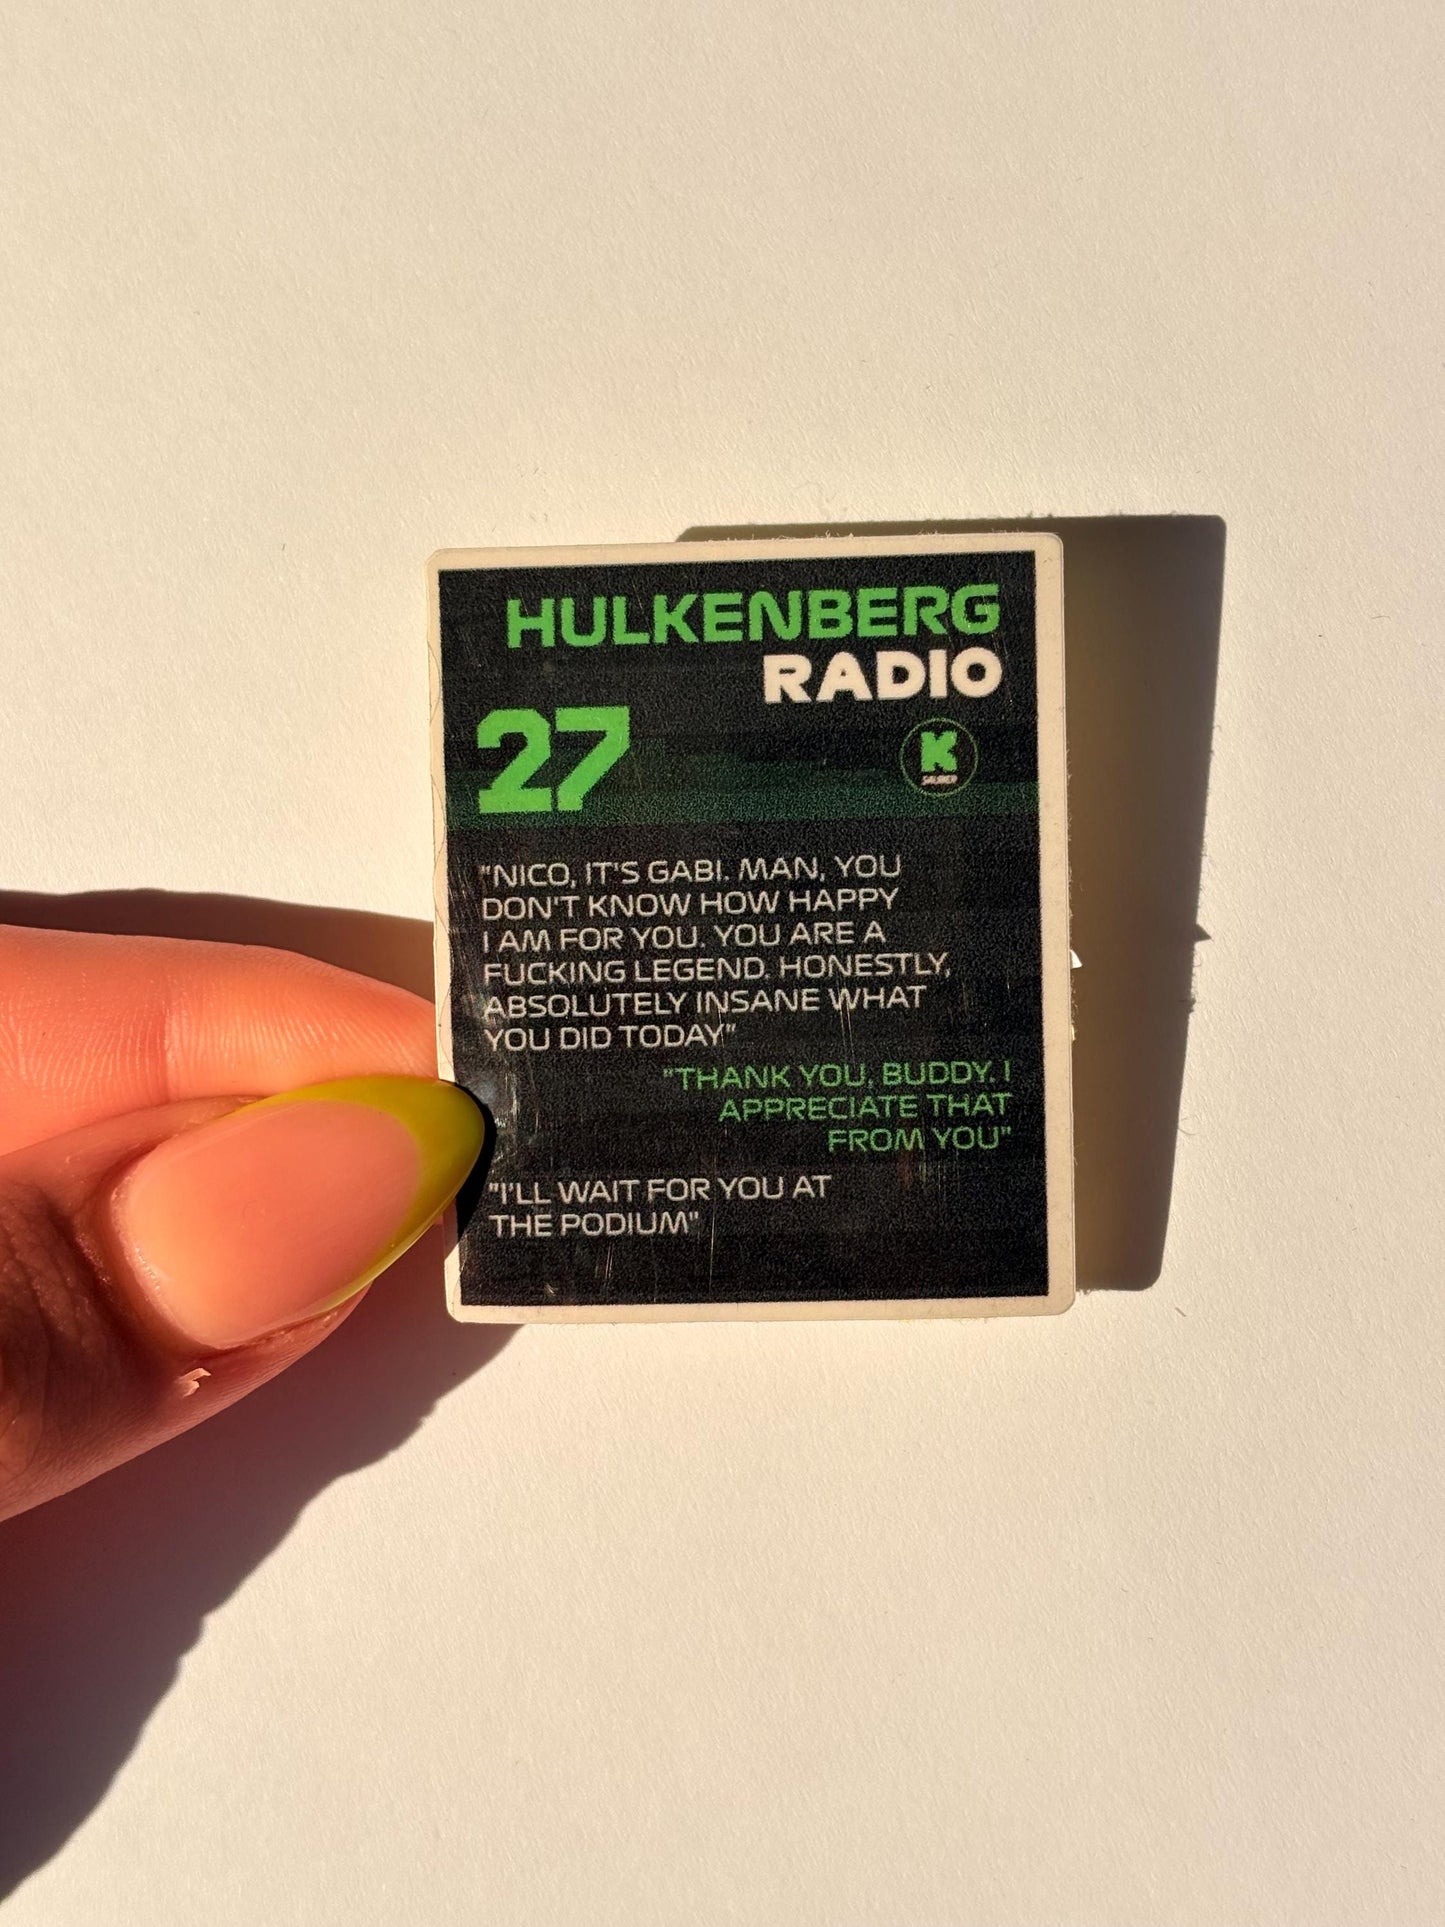 HULKENBERG
RADIO
27
K
SAUBER
"NICO, IT'S GABI. MAN, YOU
DON'T KNOW HOW HAPPY
I AM FOR YOU. YOU ARE A
FUCKING LEGEND. HONESTLY,
ABSOLUTELY INSANE WHAT
YOU DID TODAY"
"THANK YOU, BUDDY. I
APPRECIATE THAT
FROM YOU"
"I'LL WAIT FOR YOU AT
THE PODIUM"